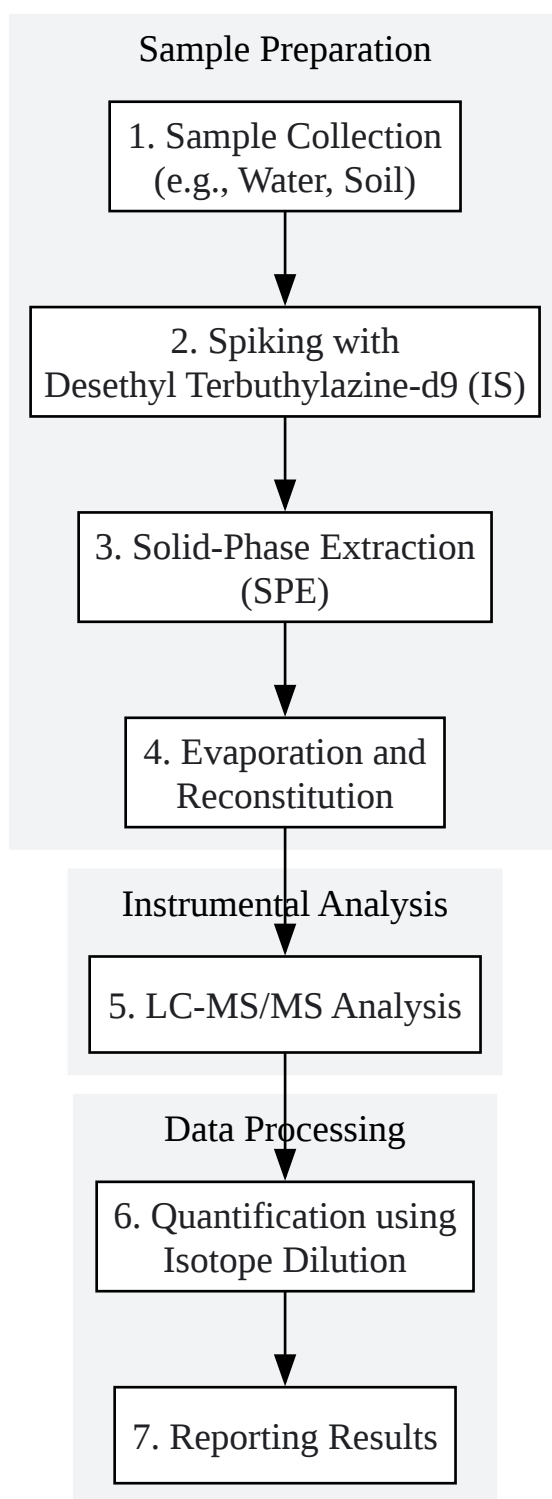 Sample Preparation
1. Sample Collection
(e.g., Water, Soil)
2. Spiking with
Desethyl Terbuthylazine-d9 (IS)
3. Solid-Phase Extraction
(SPE)
4. Evaporation and
Reconstitution
Instrumental Analysis
5. LC-MS/MS Analysis
Data Processing
6. Quantification using
Isotope Dilution
7. Reporting Results